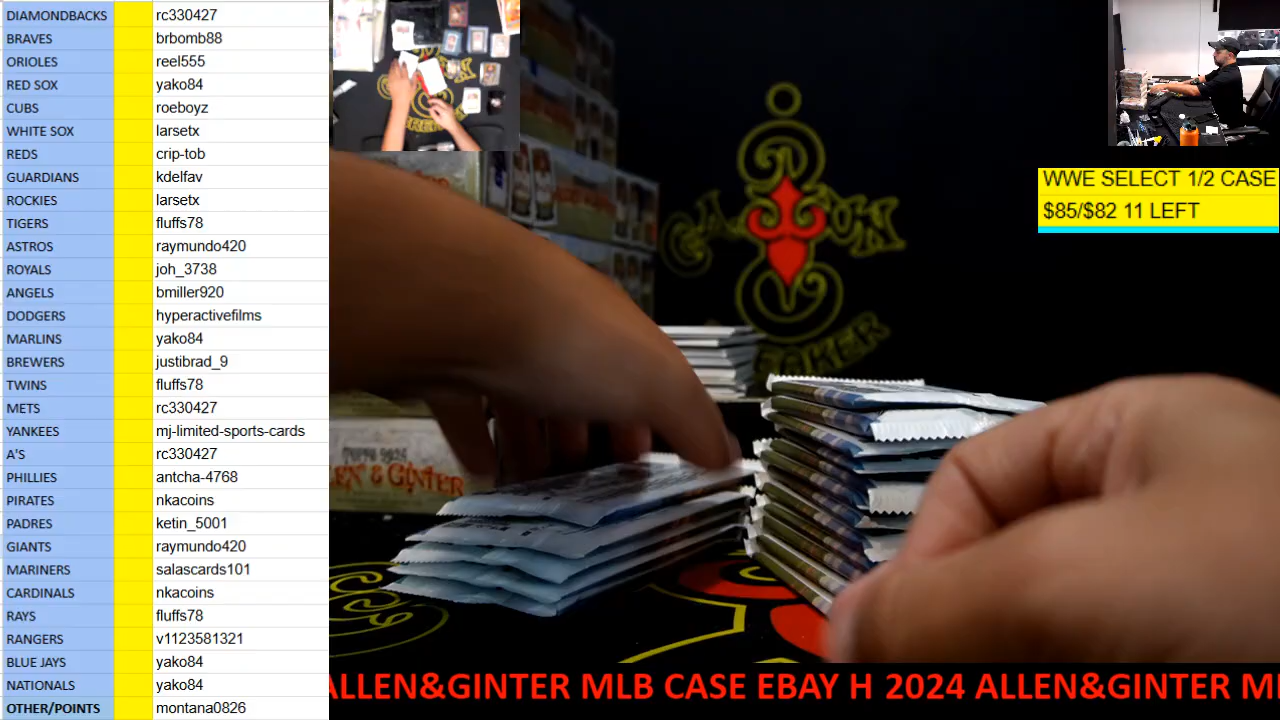 DIAMONDBACKS rc330427
BRAVES brbomb88
ORIOLES reel555
RED SOX yako84
CUBS roeboyz
WHITE SOX larsetx
REDS crip-tob
GUARDIANS kdelfav
ROCKIES larsetx
TIGERS fluffs78
ASTROS raymundo420
ROYALS joh_3738
ANGELS bmiller920
DODGERS hyperactivefilms
MARLINS yako84
BREWERS justibrad_9
TWINS fluffs78
METS rc330427
YANKEES mj-limited-sports-cards
A'S rc330427
PHILLIES antcha-4768
PIRATES nkacoins
PADRES ketin_5001
GIANTS raymundo420
MARINERS salascards101
CARDINALS nkacoins
RAYS fluffs78
RANGERS v1123581321
BLUE JAYS yako84
NATIONALS yako84
OTHER/POINTS montana0826
WWE SELECT 1/2 CASE
$85/$82 11 LEFT
& GINTER
ALLEN&GINTER MLB CASE EBAY H 2024 ALLEN&GINTER M